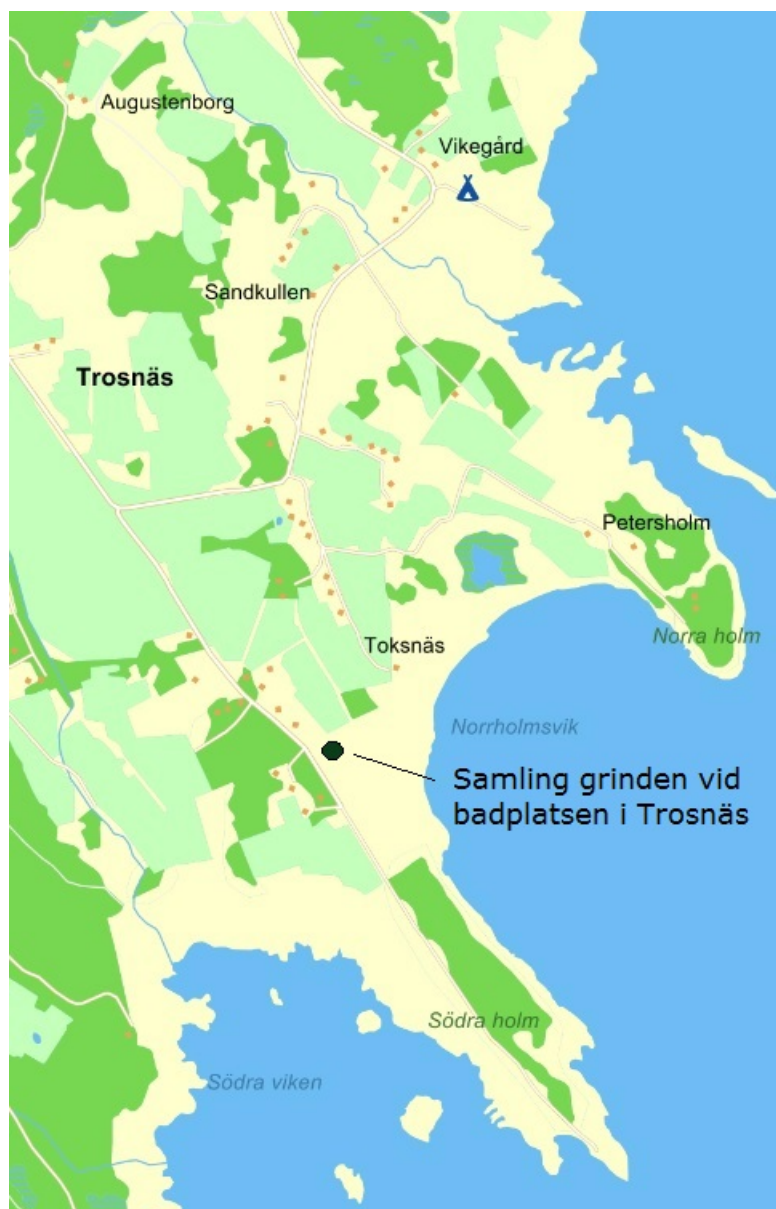 Augustenborg
Vikegård
Sandkullen
Trosnäs
Petersholm
Norra holm
Toksnäs
Norrholmsvik
Samling grinden vid
badplatsen i Trosnäs
Södra holm
Södra viken